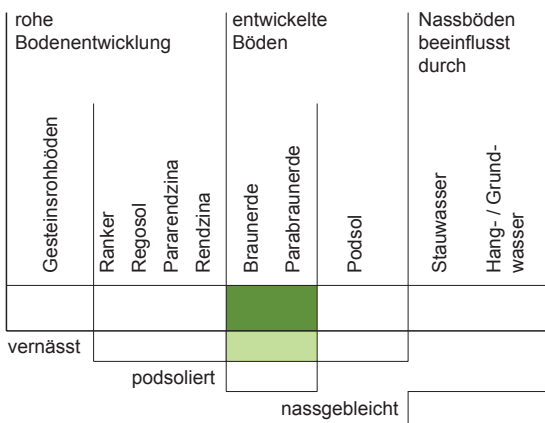 rohe
Bodenentwicklung
entwickelte
Böden
Nassböden
beeinflusst
durch
Gesteinsrohböden
Ranker
Regosol
Pararendzina
Rendzina
Braunerde
Parabraunerde
Podsol
Stauwasser
Hang- / Grund-
wasser
vernässt
podsoliert
nassgebleicht